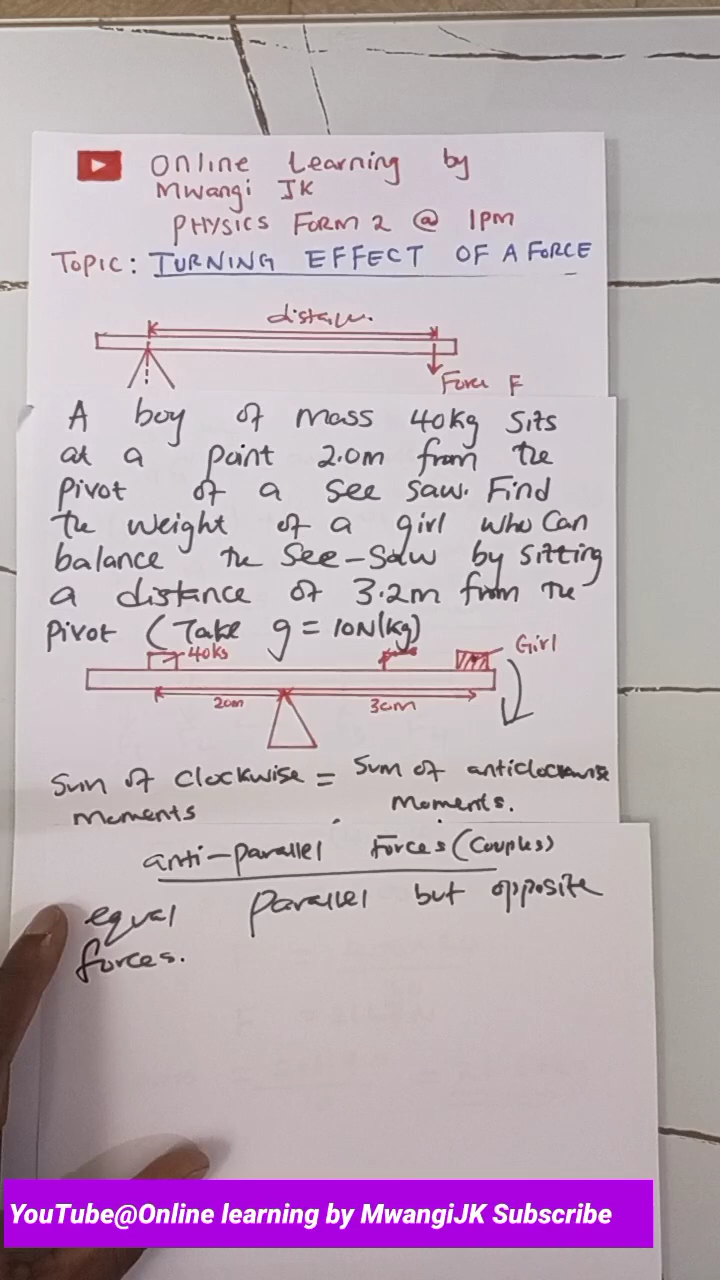 Online Learning by
Mwangi JK
PHYSICS FORM 2 @ 1pm
TOPIC: TURNING EFFECT OF A FORCE
Force F
A boy of mass 40kg sits
at a point 2.0m from the
pivot of a see saw. Find
the weight of a girl who can
balance the see-saw by sitting
a distance of 3.2m from the
pivot (Take g = 10N/kg)
Girl
40kg
Sum of clockwise = Sum of anticlockwise
moments moments.
anti-parallel Forces (Couples)
equal parallel but opposite
forces.
YouTube@Online learning by MwangiJK Subscribe